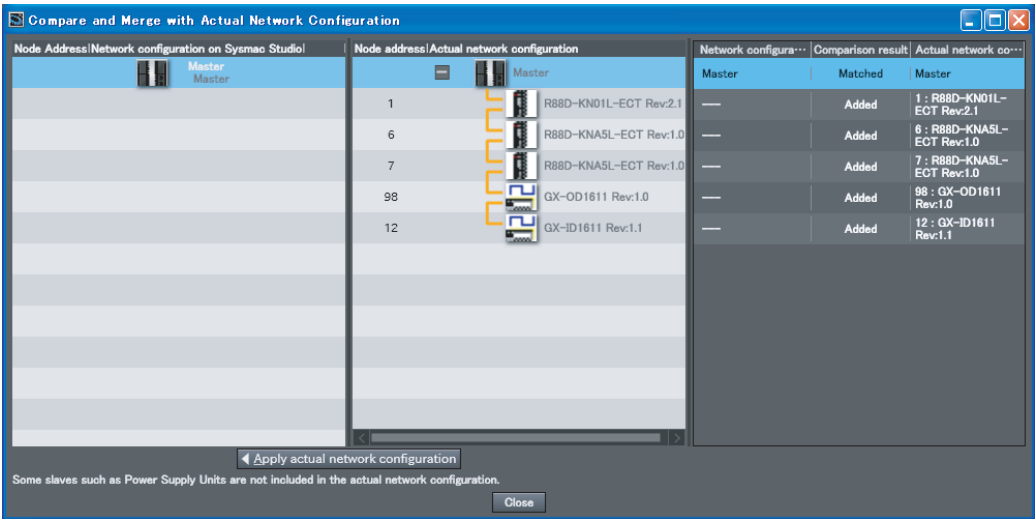 Compare and Merge with Actual Network Configuration
Node Address|Network configuration on Sysmac Studio|
Master
Master
Node address|Actual network configuration
Master
1 R88D-KN01L-ECT Rev:2.1
6 R88D-KNA5L-ECT Rev:1.0
7 R88D-KNA5L-ECT Rev:1.0
98 GX-OD1611 Rev:1.0
12 GX-ID1611 Rev:1.1
Network configura··· Comparison result Actual network co···
Master Matched Master
--- Added 1 : R88D-KN01L-
ECT Rev:2.1
--- Added 6 : R88D-KNA5L-
ECT Rev:1.0
--- Added 7 : R88D-KNA5L-
ECT Rev:1.0
--- Added 98 : GX-OD1611
Rev:1.0
--- Added 12 : GX-ID1611
Rev:1.1
Apply actual network configuration
Some slaves such as Power Supply Units are not included in the actual network configuration.
Close